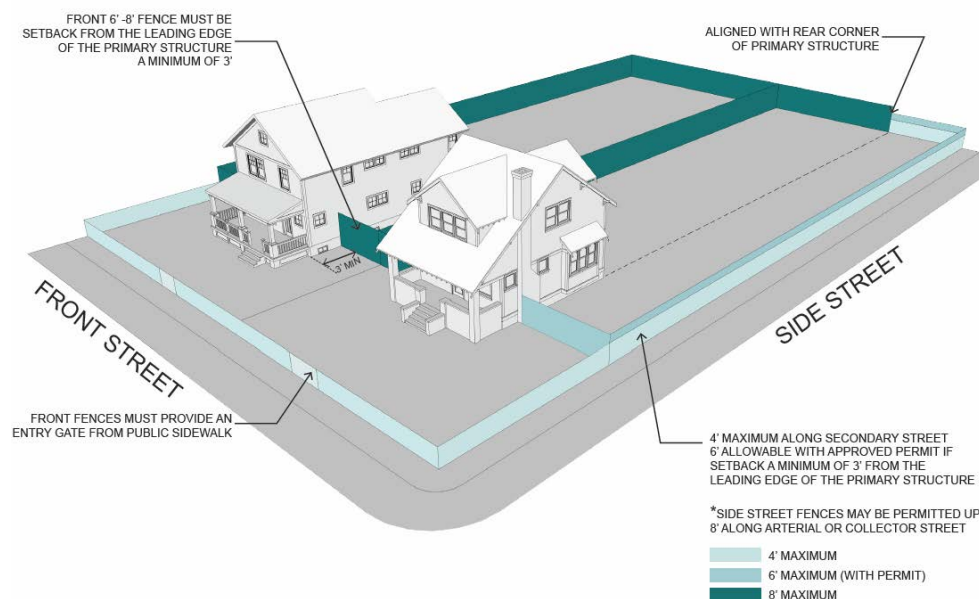 FRONT 6' -8' FENCE MUST BE
SETBACK FROM THE LEADING EDGE
OF THE PRIMARY STRUCTURE
A MINIMUM OF 3'
ALIGNED WITH REAR CORNER
OF PRIMARY STRUCTURE
3' MIN
FRONT STREET
SIDE STREET
FRONT FENCES MUST PROVIDE AN
ENTRY GATE FROM PUBLIC SIDEWALK
4' MAXIMUM ALONG SECONDARY STREET
6' ALLOWABLE WITH APPROVED PERMIT IF
SETBACK A MINIMUM OF 3' FROM THE
LEADING EDGE OF THE PRIMARY STRUCTURE
*SIDE STREET FENCES MAY BE PERMITTED UP
8' ALONG ARTERIAL OR COLLECTOR STREET
4' MAXIMUM
6' MAXIMUM (WITH PERMIT)
8' MAXIMUM